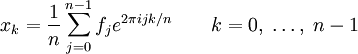 x_k = \frac{1}{n} \sum_{j=0}^{n-1} f_j e^{2\pi ijk/n} \qquad k = 0, \ldots, n-1